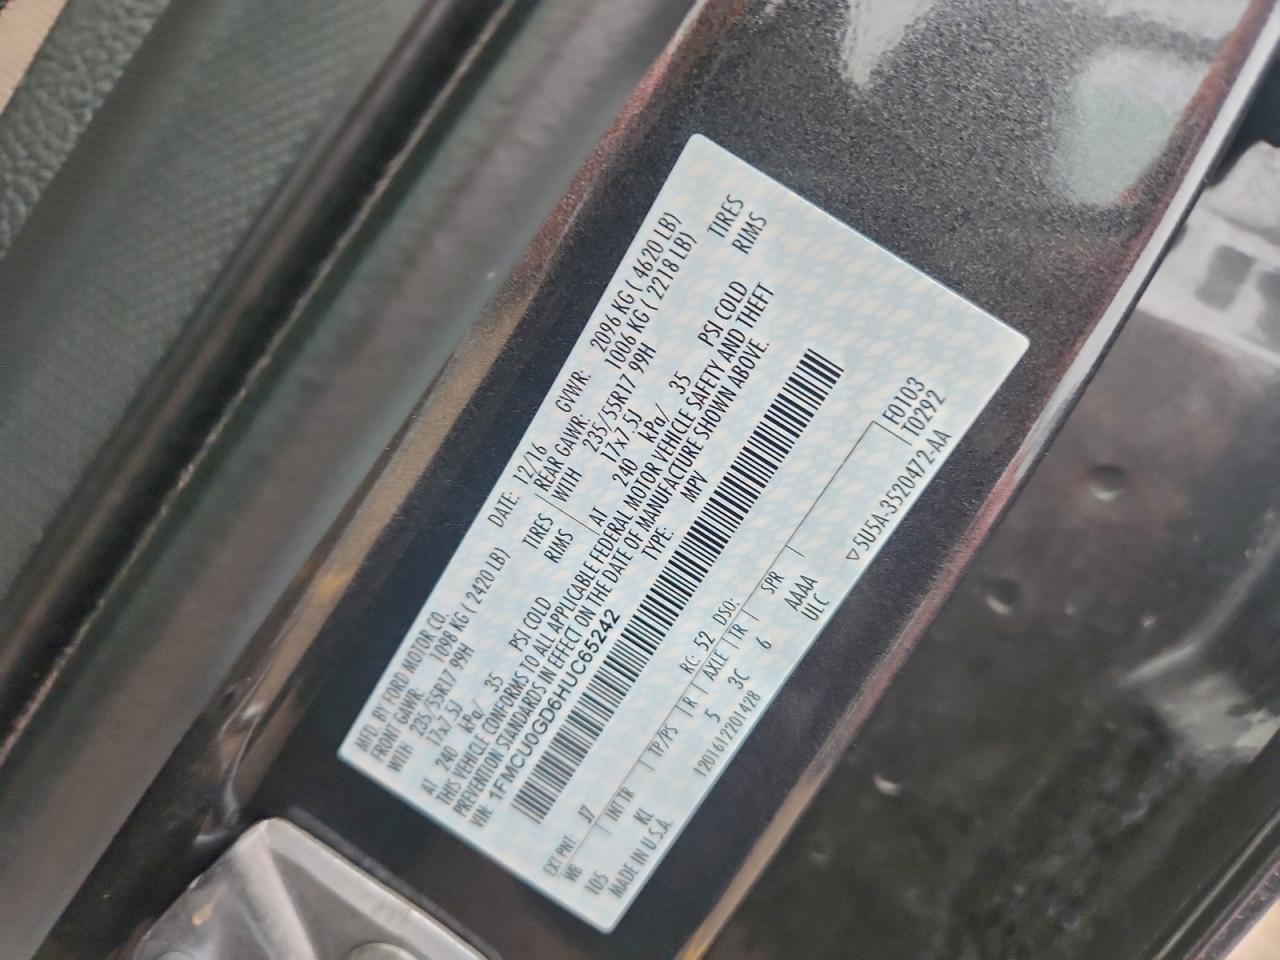 MFD. BY FORD MOTOR CO.
DATE: 12/16 GVWR: 2096 KG ( 4620 LB)
FRONT GAWR: 1098 KG ( 2420 LB) REAR GAWR: 1006 KG ( 2218 LB)
WITH 235/55R17 99H TIRES WITH 235/55R17 99H TIRES
17x7.5J RIMS 17x7.5J RIMS
AT 240 kPa/ 35 PSI COLD AT 240 kPa/ 35 PSI COLD
THIS VEHICLE CONFORMS TO ALL APPLICABLE FEDERAL MOTOR VEHICLE SAFETY AND THEFT
PREVENTION STANDARDS IN EFFECT ON THE DATE OF MANUFACTURE SHOWN ABOVE.
VIN: 1FMCU0GD6HUC65242 TYPE: MPV
EXT PNT: J7 RC: 52 DSO: F0103
WB INT TR TP/PS R AXLE TR SPR T0292
105 KL 5 3C 6 AAAA
MADE IN U.S.A. 1201612201428 ULC
▽5U5A-3520472-AA